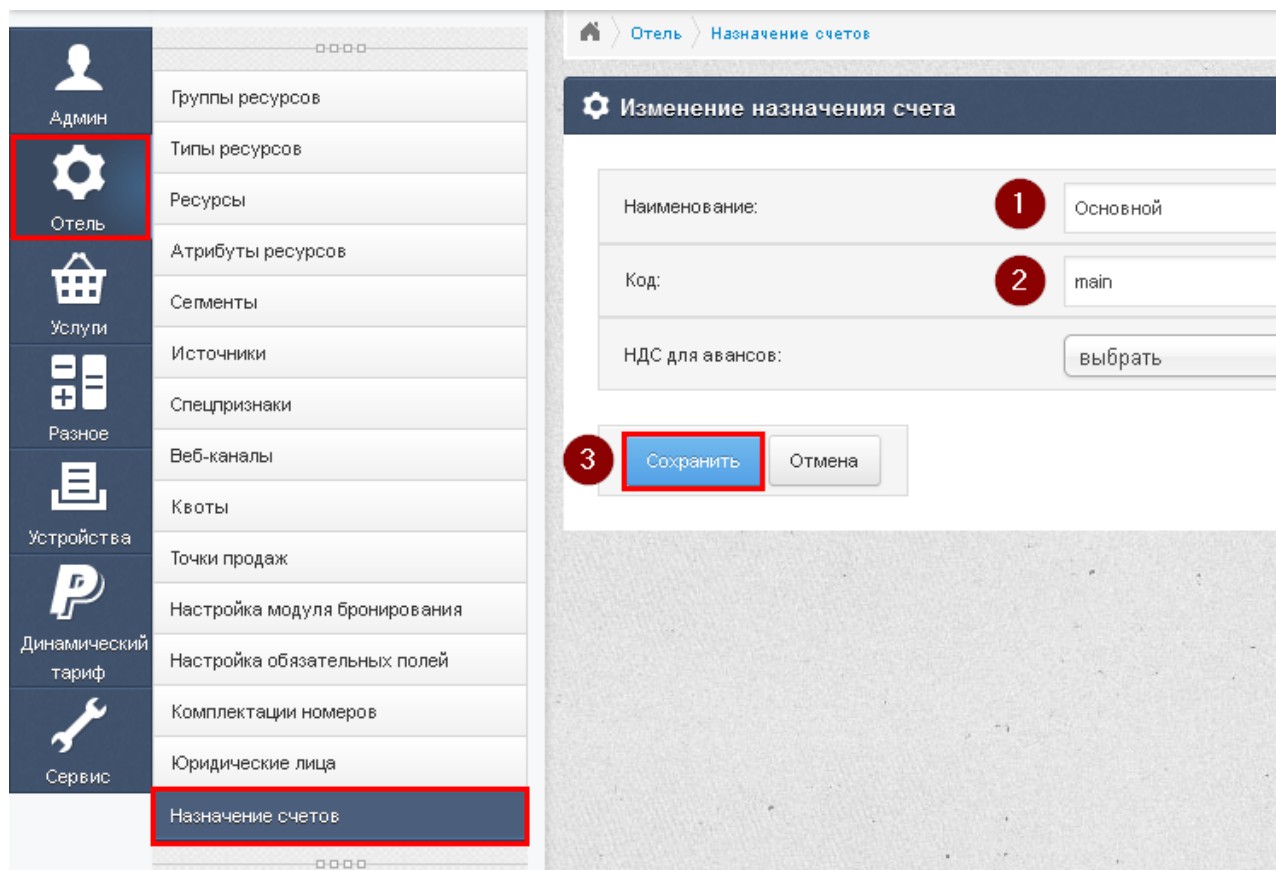 Админ
Отель
Услуги
Разное
Устройства
Динамический
тариф
Сервис
Группы ресурсов
Типы ресурсов
Ресурсы
Атрибуты ресурсов
Сегменты
Источники
Спецпризнаки
Веб-каналы
Квоты
Точки продаж
Настройка модуля бронирования
Настройка обязательных полей
Комплектации номеров
Юридические лица
Назначение счетов
Отель Назначение счетов
Изменение назначения счета
Наименование: 1 Основной
Код: 2 main
НДС для авансов: выбрать
3 Сохранить Отмена